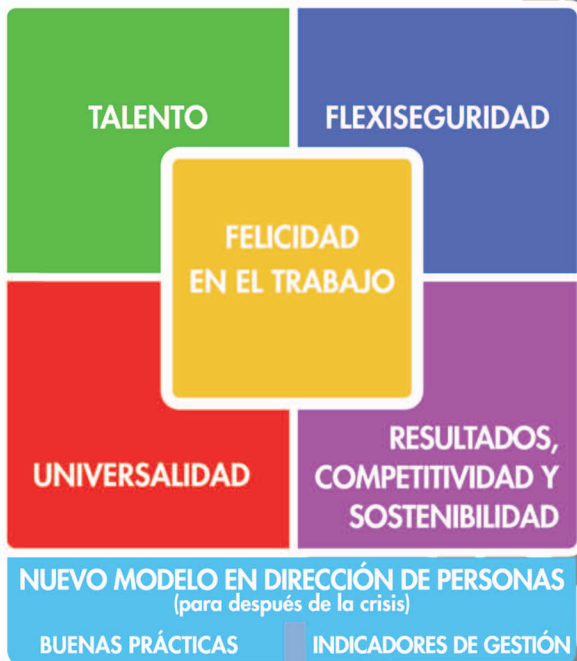 TALENTO
FLEXISEGURIDAD
FELICIDAD
EN EL TRABAJO
UNIVERSALIDAD
RESULTADOS,
COMPETITIVIDAD Y
SOSTENIBILIDAD
NUEVO MODELO EN DIRECCIÓN DE PERSONAS
(para después de la crisis)
BUENAS PRÁCTICAS
INDICADORES DE GESTIÓN